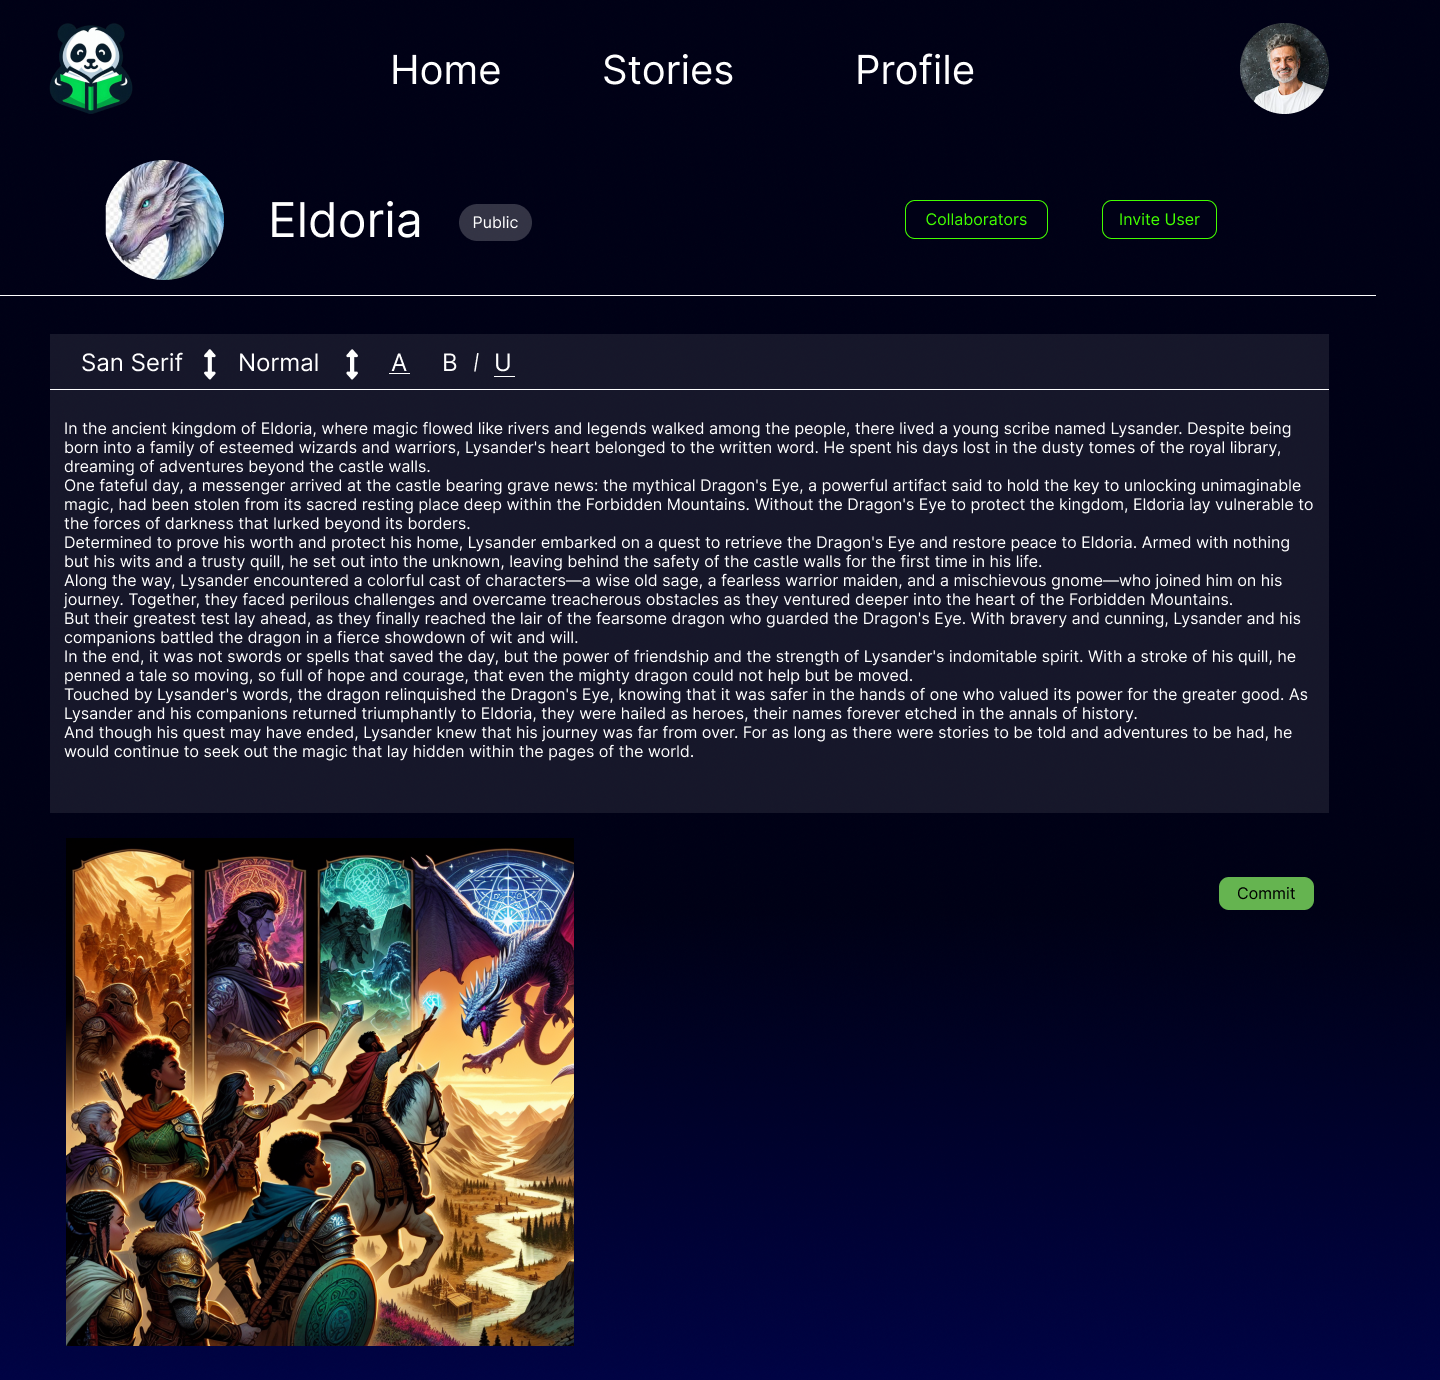 Home Stories Profile
Eldoria Public Collaborators Invite User
San Serif Normal A B I U
In the ancient kingdom of Eldoria, where magic flowed like rivers and legends walked among the people, there lived a young scribe named Lysander. Despite being
born into a family of esteemed wizards and warriors, Lysander's heart belonged to the written word. He spent his days lost in the dusty tomes of the royal library,
dreaming of adventures beyond the castle walls.
One fateful day, a messenger arrived at the castle bearing grave news: the mythical Dragon's Eye, a powerful artifact said to hold the key to unlocking unimaginable
magic, had been stolen from its sacred resting place deep within the Forbidden Mountains. Without the Dragon's Eye to protect the kingdom, Eldoria lay vulnerable to
the forces of darkness that lurked beyond its borders.
Determined to prove his worth and protect his home, Lysander embarked on a quest to retrieve the Dragon's Eye and restore peace to Eldoria. Armed with nothing
but his wits and a trusty quill, he set out into the unknown, leaving behind the safety of the castle walls for the first time in his life.
Along the way, Lysander encountered a colorful cast of characters—a wise old sage, a fearless warrior maiden, and a mischievous gnome—who joined him on his
journey. Together, they faced perilous challenges and overcame treacherous obstacles as they ventured deeper into the heart of the Forbidden Mountains.
But their greatest test lay ahead, as they finally reached the lair of the fearsome dragon who guarded the Dragon's Eye. With bravery and cunning, Lysander and his
companions battled the dragon in a fierce showdown of wit and will.
In the end, it was not swords or spells that saved the day, but the power of friendship and the strength of Lysander's indomitable spirit. With a stroke of his quill, he
penned a tale so moving, so full of hope and courage, that even the mighty dragon could not help but be moved.
Touched by Lysander's words, the dragon relinquished the Dragon's Eye, knowing that it was safer in the hands of one who valued its power for the greater good. As
Lysander and his companions returned triumphantly to Eldoria, they were hailed as heroes, their names forever etched in the annals of history.
And though his quest may have ended, Lysander knew that his journey was far from over. For as long as there were stories to be told and adventures to be had, he
would continue to seek out the magic that lay hidden within the pages of the world.
Commit